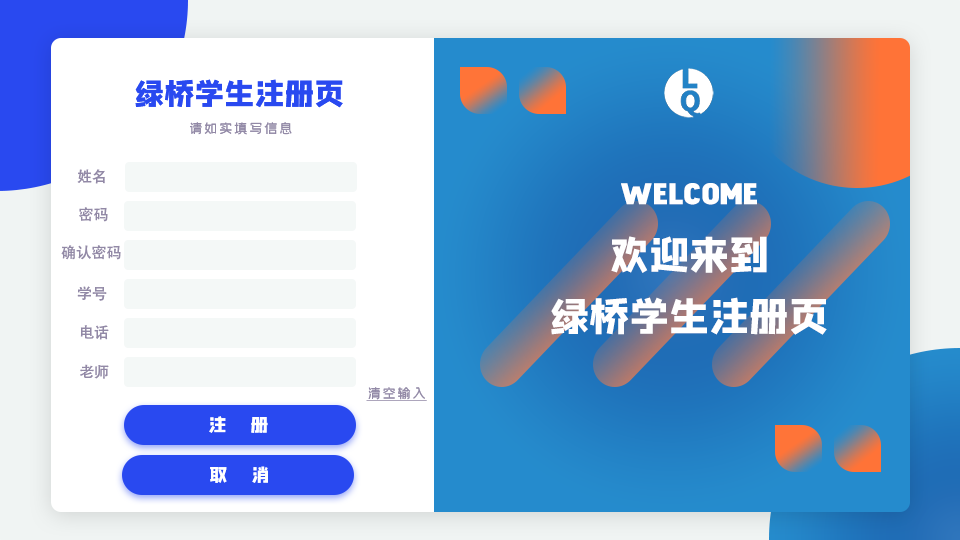 绿桥学生注册页
请如实填写信息
姓名
密码
确认密码
学号
电话
老师
清空输入
注 册
取 消
LQ
WELCOME
欢迎来到
绿桥学生注册页